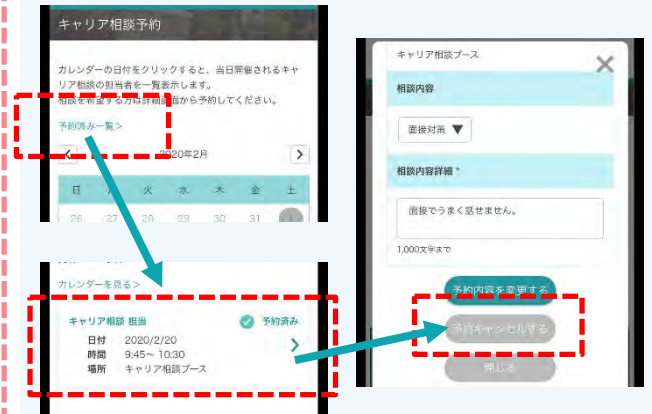 キャリア相談予約
カレンダーの日付をクリックすると、当日開催されるキャ
リア相談の担当者を一覧表示します。
相談を希望する方は詳細画面から予約してください。
予約済み一覧>
< 2020年2月 >
日 火 水 木 金 土
26 27 28 29 30 31 1
カレンダーを見る>
キャリア相談 担当 予約済み
日付 2020/2/20
時間 9:45~ 10:30
場所 キャリア相談ブース
キャリア相談ブース
相談内容
面接対策 ▼
相談内容詳細 *
面接でうまく話せません。
1,000文字まで
予約内容を変更する
予約キャンセルする
閉じる